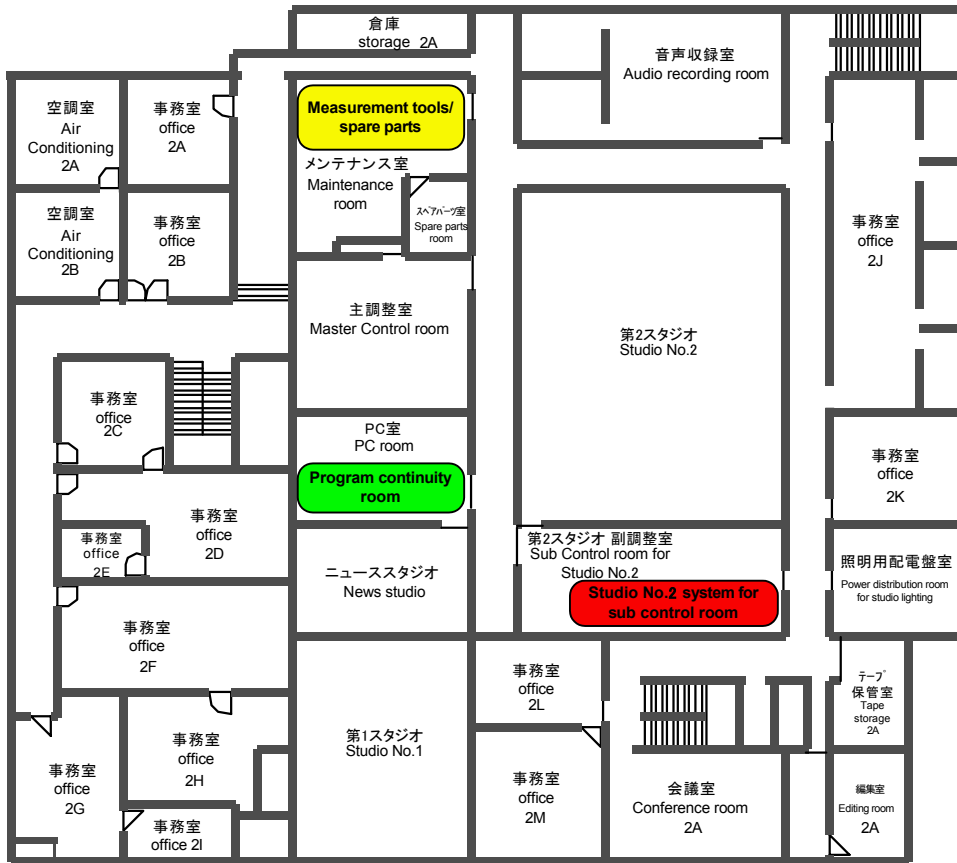 倉庫
storage 2A
音声収録室
Audio recording room
空調室
Air
Conditioning
2A
事務室
office
2A
Measurement tools/
spare parts
メンテナンス室
Maintenance
room
スペアパーツ室
Spare parts
room
空調室
Air
Conditioning
2B
事務室
office
2B
事務室
office
2J
主調整室
Master Control room
第2スタジオ
Studio No.2
事務室
office
2C
PC室
PC room
Program continuity
room
事務室
office
2K
事務室
office
2D
事務室
office
2E
ニューススタジオ
News studio
第2スタジオ 副調整室
Sub Control room for
Studio No.2
Studio No.2 system for
sub control room
照明用配電盤室
Power distribution room
for studio lighting
事務室
office
2F
事務室
office
2L
テープ
保管室
Tape
storage
2A
第1スタジオ
Studio No.1
事務室
office
2H
事務室
office
2G
事務室
office
2M
会議室
Conference room
2A
編集室
Editing room
2A
事務室
office 2I